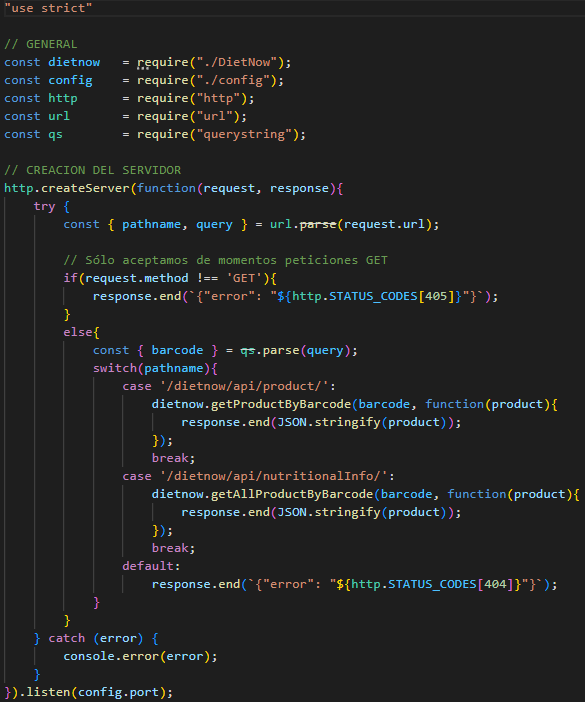 "use strict"

// GENERAL
const dietnow   = require("./DietNow");
const config    = require("./config");
const http      = require("http");
const url       = require("url");
const qs        = require("querystring");

// CREACION DEL SERVIDOR
http.createServer(function(request, response){
    try {
        const { pathname, query } = url.parse(request.url);

        // Sólo aceptamos de momentos peticiones GET
        if(request.method !== 'GET'){
            response.end(`{"error": "${http.STATUS_CODES[405]}"}`);
        }
        else{
            const { barcode } = qs.parse(query);
            switch(pathname){
                case '/dietnow/api/product/':
                    dietnow.getProductByBarcode(barcode, function(product){
                        response.end(JSON.stringify(product));
                    });
                    break;
                case '/dietnow/api/nutritionalInfo/':
                    dietnow.getAllProductByBarcode(barcode, function(product){
                        response.end(JSON.stringify(product));
                    });
                    break;
                default:
                    response.end(`{"error": "${http.STATUS_CODES[404]}"}`);
            }
        }
    } catch (error) {
        console.error(error);
    }
}).listen(config.port);